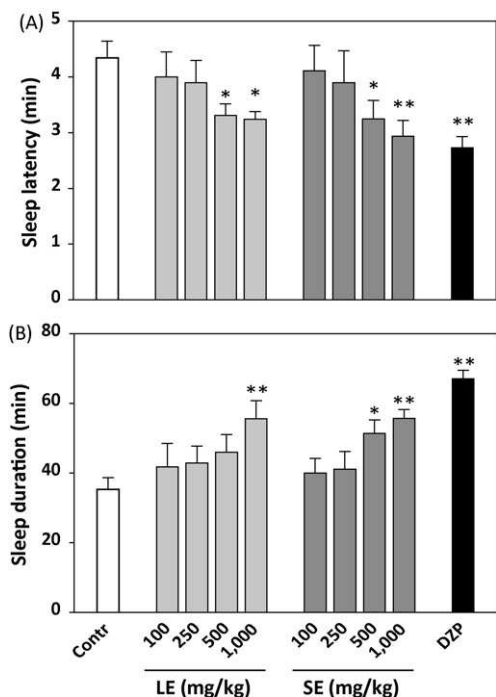 (A)
Sleep latency (min)
5
4
3
2
1
0
* * * ** **
(B)
Sleep duration (min)
80
60
40
20
0
** * ** **
Contr 100 250 500 1,000 100 250 500 1,000 DZP
LE (mg/kg) SE (mg/kg)